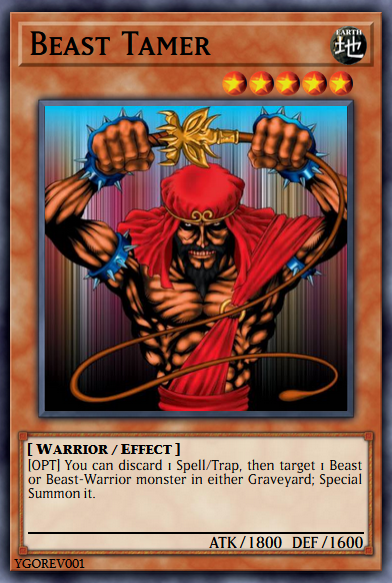 Beast Tamer
EARTH
地
[ Warrior / Effect ]
[OPT] You can discard 1 Spell/Trap, then target 1 Beast
or Beast-Warrior monster in either Graveyard; Special
Summon it.
ATK / 1800 DEF / 1600
YGOREV001